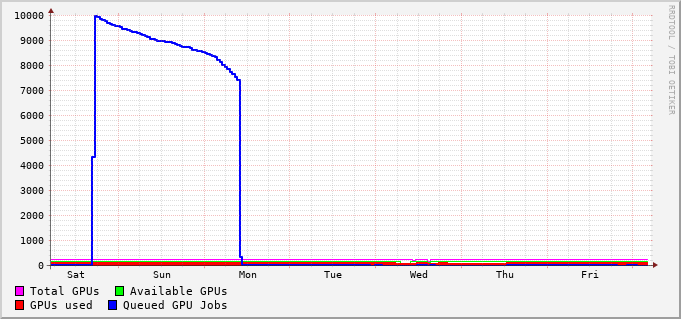 10000
9000
8000
7000
6000
5000
4000
3000
2000
1000
0
Sat Sun Mon Tue Wed Thu Fri
Total GPUs Available GPUs
GPUs used Queued GPU Jobs
RRDTOOL / TOBI OETIKER